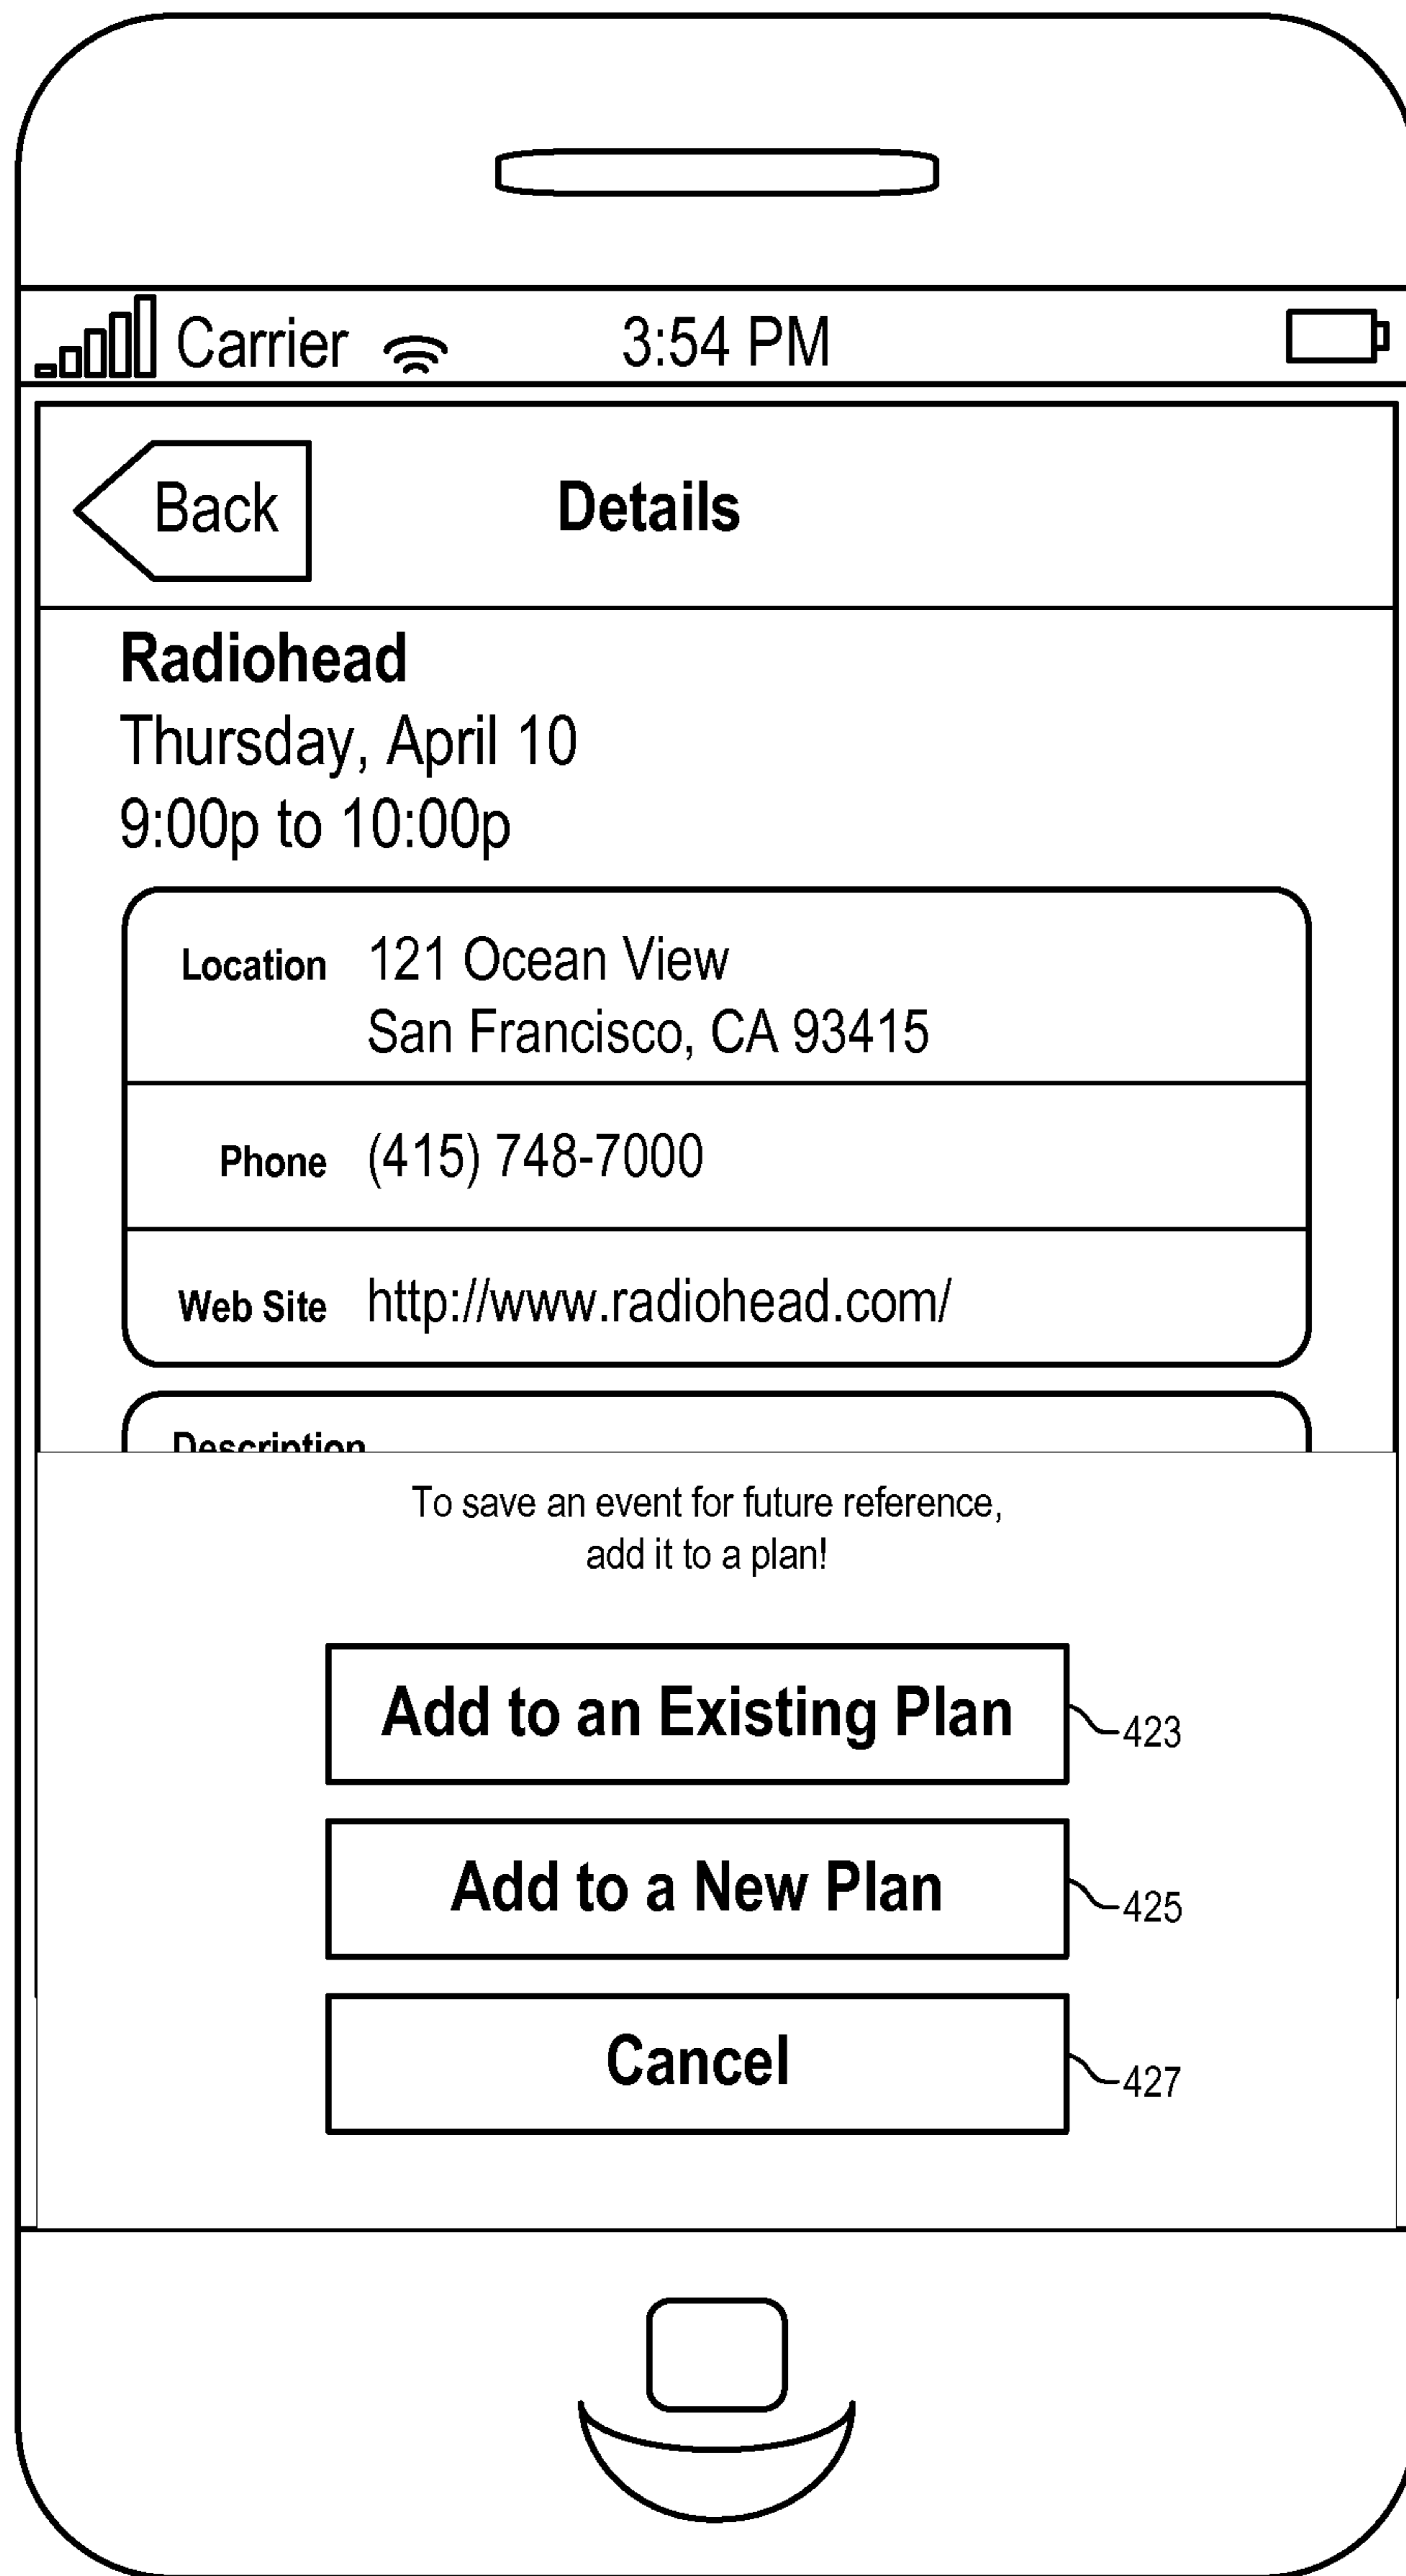 Carrier 3:54 PM
Back Details
Radiohead
Thursday, April 10
9:00p to 10:00p
Location 121 Ocean View
San Francisco, CA 93415
Phone (415) 748-7000
Web Site http://www.radiohead.com/
Description
To save an event for future reference,
add it to a plan!
Add to an Existing Plan 423
Add to a New Plan 425
Cancel 427